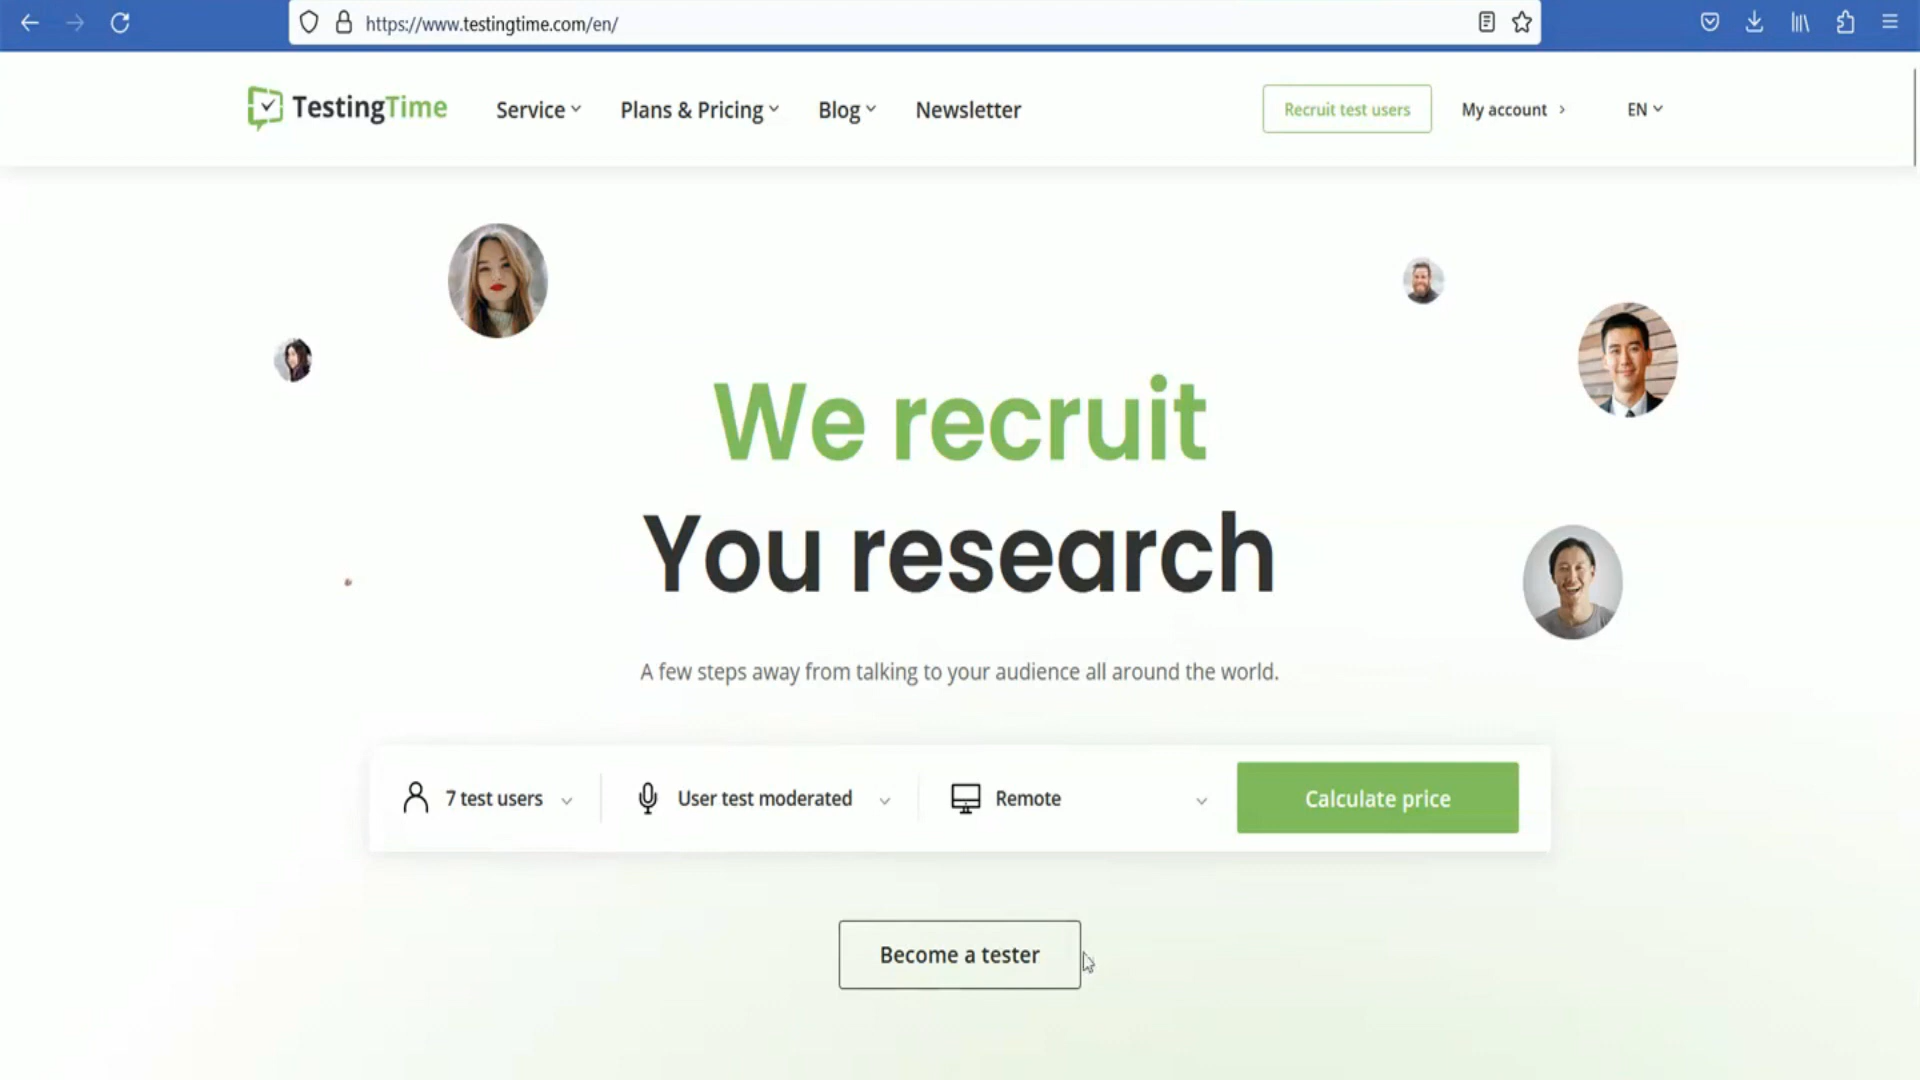 https://www.testingtime.com/en/
TestingTime
Service
Plans & Pricing
Blog
Newsletter
Recruit test users
My account
EN
We recruit
You research
A few steps away from talking to your audience all around the world.
7 test users
User test moderated
Remote
Calculate price
Become a tester